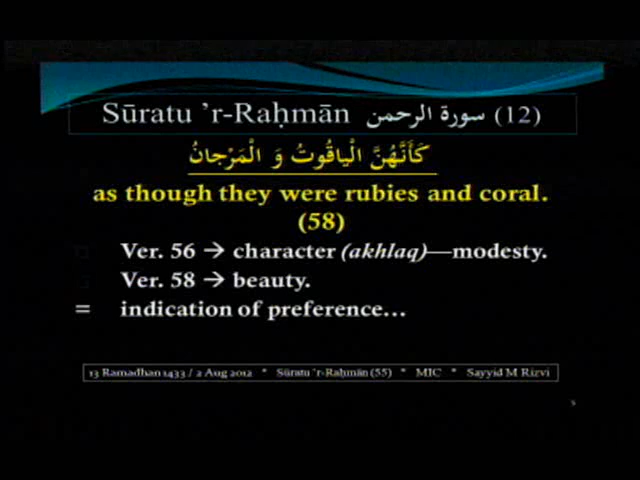 Sūratu ’r-Raḥmān سورة الرحمن (12)
كَأَنَّهُنَّ الْياقُوتُ وَ الْمَرْجانُ
as though they were rubies and coral.
(58)
Ver. 56 → character (akhlaq)—modesty.
Ver. 58 → beauty.
= indication of preference...
13 Ramadhan 1433 / 2 Aug 2012 * Sūratu ’r-Raḥmān (55) * MIC * Sayyid M Rizvi